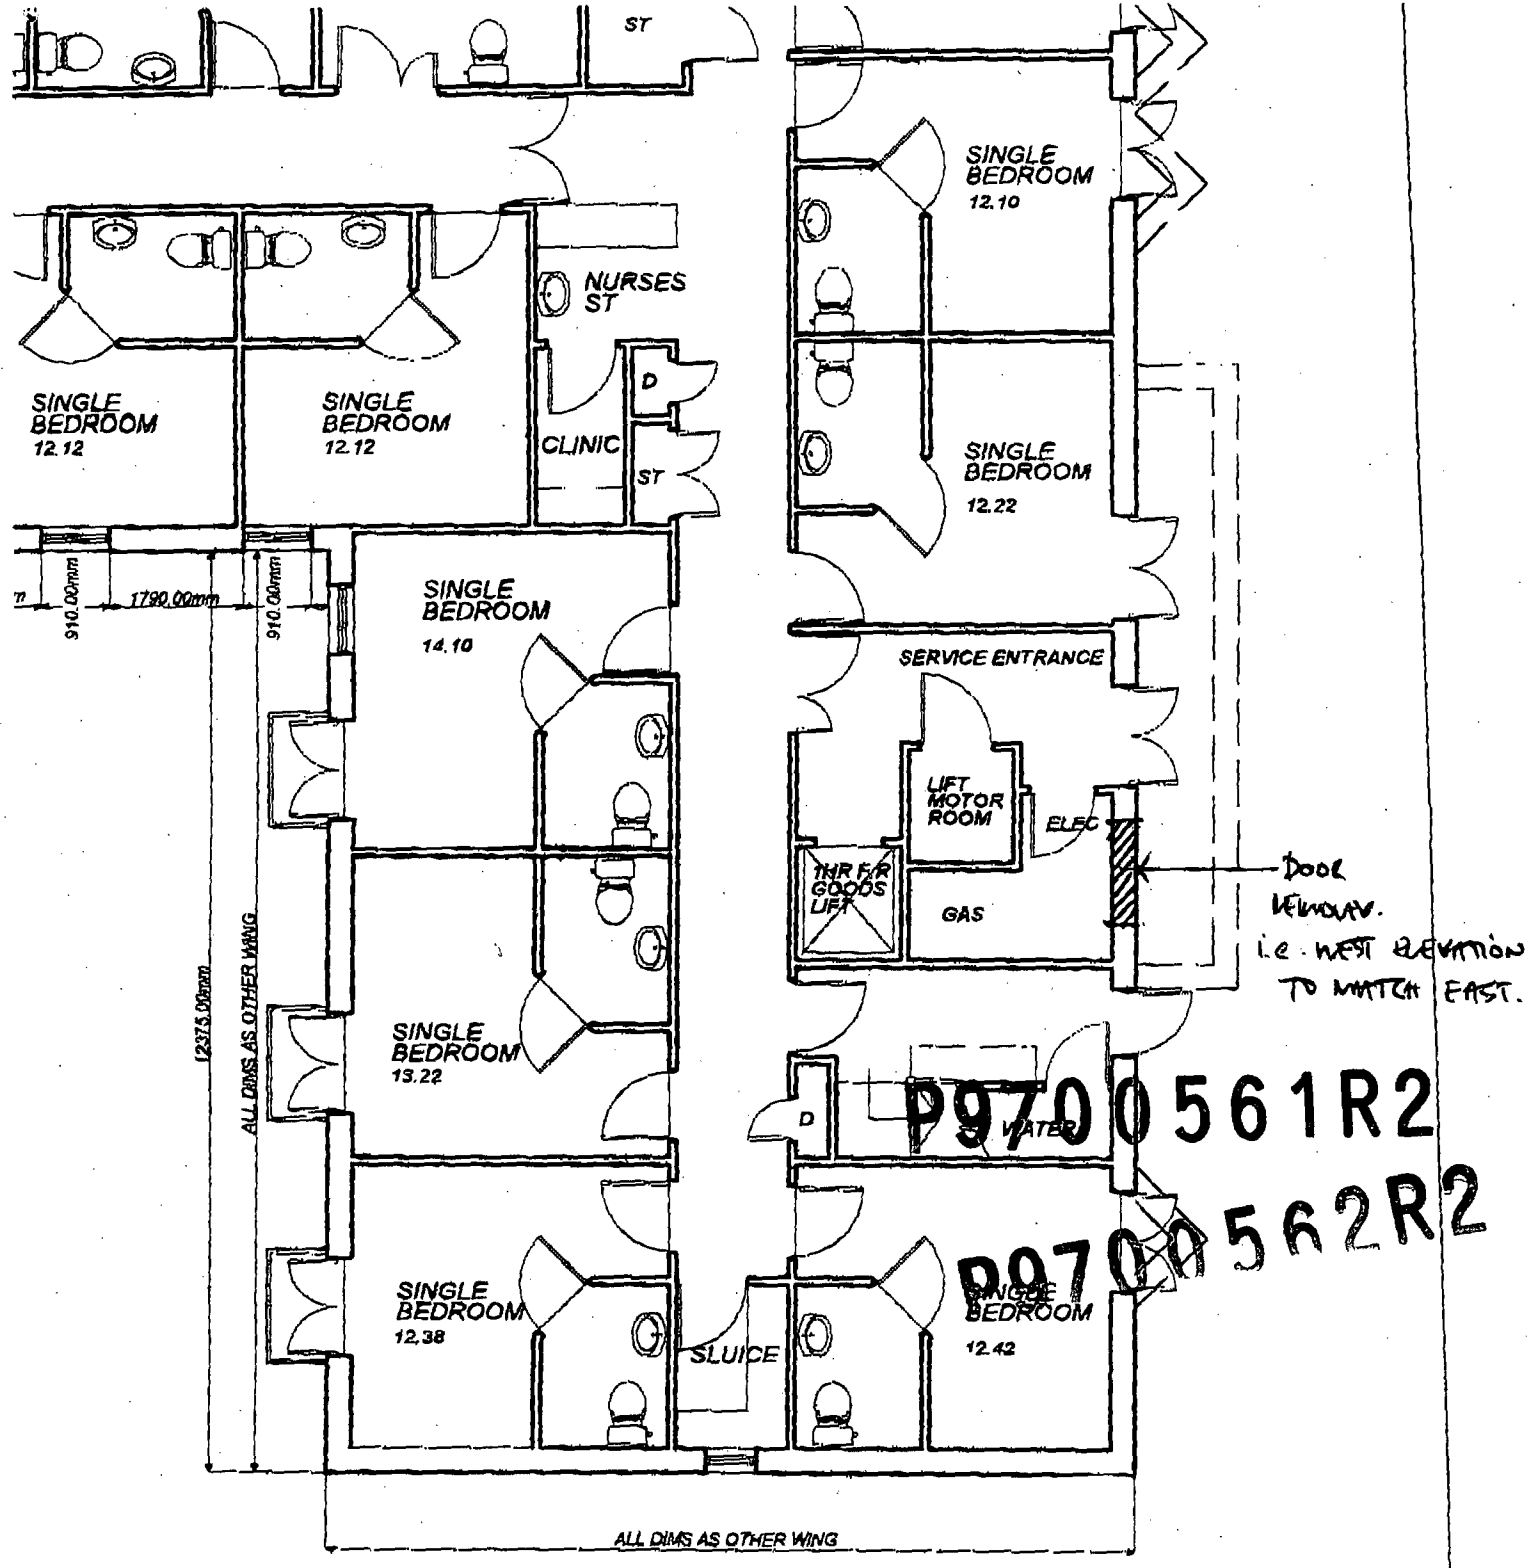 ST
SINGLE
BEDROOM
12.10
NURSES
ST
SINGLE
BEDROOM
12.12
SINGLE
BEDROOM
12.12
D
CLINIC
ST
SINGLE
BEDROOM
12.22
910.00mm
1790.00mm
910.00mm
SINGLE
BEDROOM
14.10
SERVICE ENTRANCE
LIFT
MOTOR
ROOM
ELEC
1HR F/R
GOODS
LIFT
GAS
DOOR
i.e. WEST ELEVATION
TO MATCH EAST.
12375.00mm
ALL DIMS AS OTHER WING
SINGLE
BEDROOM
13.22
D
WATER
P9700561R2
P9700562R2
SINGLE
BEDROOM
12.38
SLUICE
SINGLE
BEDROOM
12.42
ALL DIMS AS OTHER WING